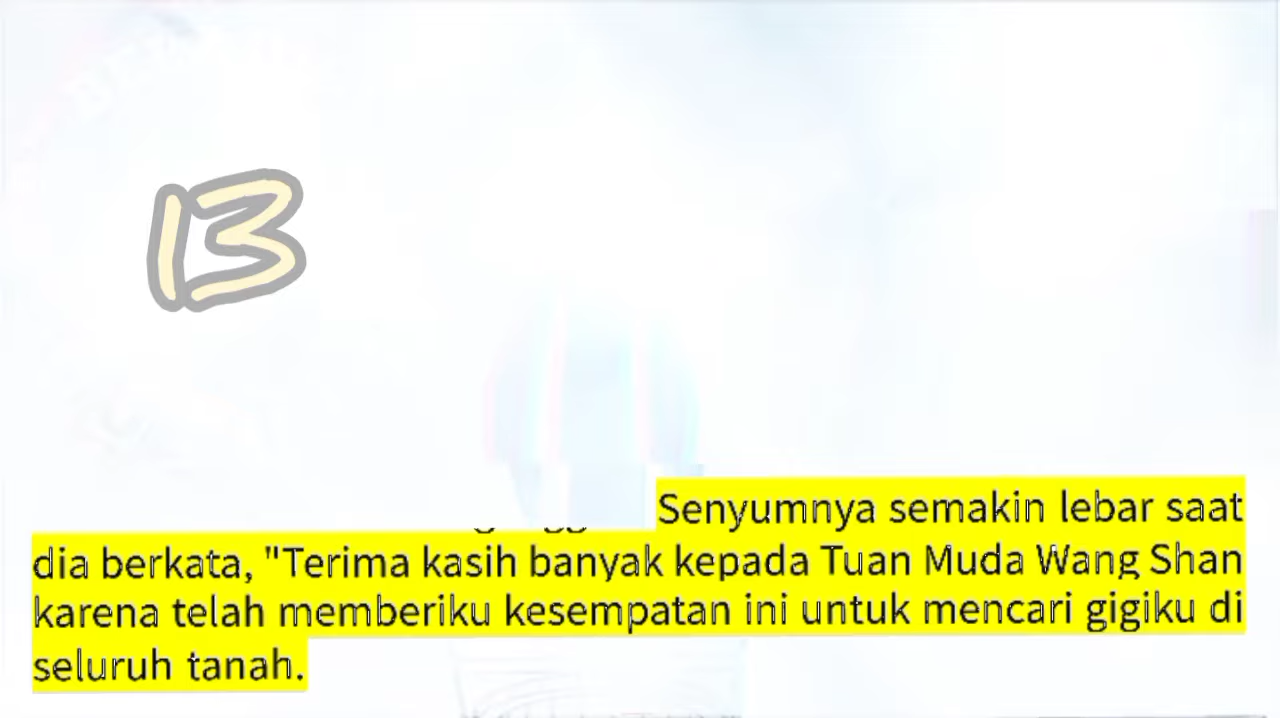 13
Senyumnya semakin lebar saat
dia berkata, "Terima kasih banyak kepada Tuan Muda Wang Shan
karena telah memberiku kesempatan ini untuk mencari gigiku di
seluruh tanah.